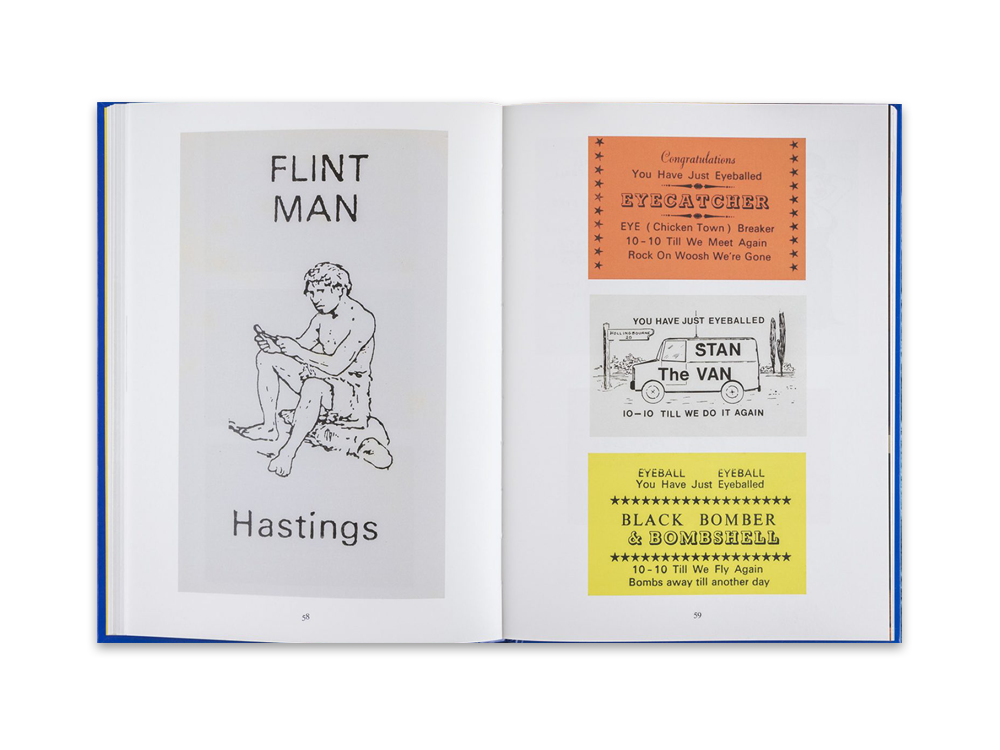 FLINT
MAN
Hastings
58
Congratulations
You Have Just Eyeballed
EYECATCHER
EYE (Chicken Town) Breaker
10-10 Till We Meet Again
Rock On Woosh We're Gone
YOU HAVE JUST EYEBALLED
HOLLINGBOURNE
20
STAN
The VAN
10-10 TILL WE DO IT AGAIN
EYEBALL EYEBALL
You Have Just Eyeballed
BLACK BOMBER
& BOMBSHELL
10-10 Till We Fly Again
Bombs away till another day
59